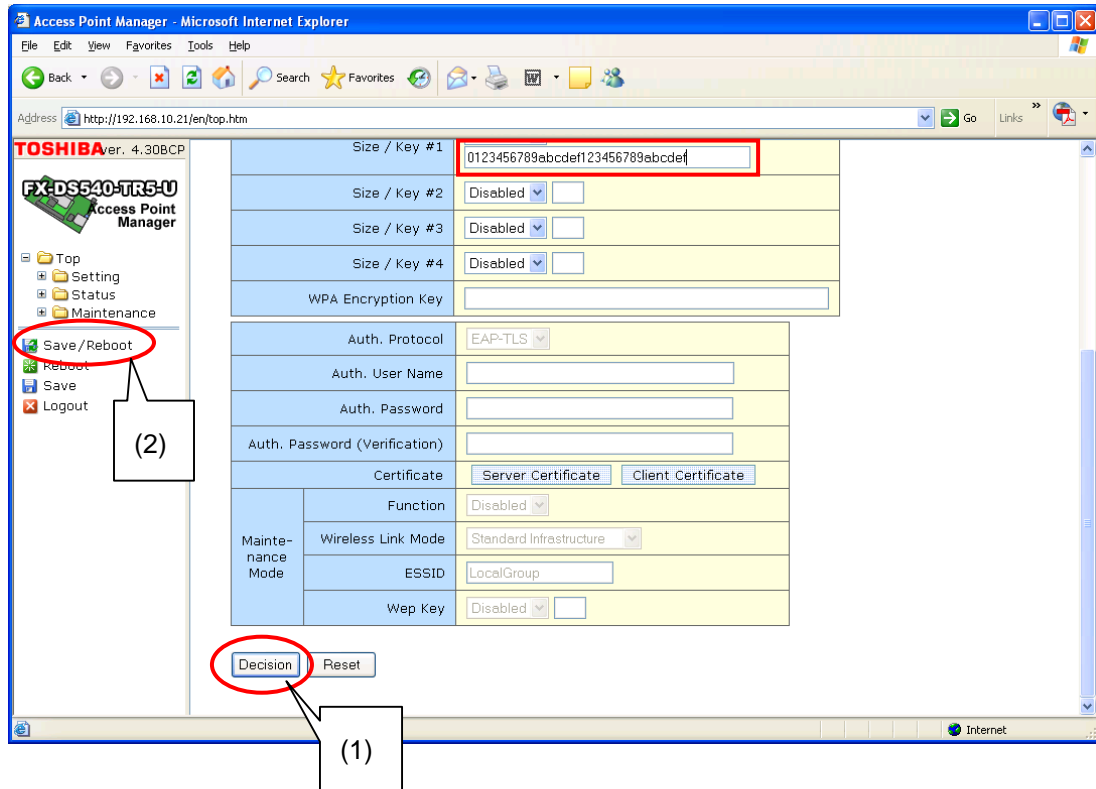 Access Point Manager - Microsoft Internet Explorer
File Edit View Favorites Tools Help
Back Search Favorites
Address http://192.168.10.21/en/top.htm Go Links »
TOSHIBA ver. 4.30BCP
FX-DS540-TR5-U
Access Point
Manager
Top
Setting
Status
Maintenance
Save/Reboot
Reboot
Save
Logout
(2)
Size / Key #1
0123456789abcdef123456789abcdef
Size / Key #2 Disabled
Size / Key #3 Disabled
Size / Key #4 Disabled
WPA Encryption Key
Auth. Protocol EAP-TLS
Auth. User Name
Auth. Password
Auth. Password (Verification)
Certificate Server Certificate Client Certificate
Mainte-
nance
Mode
Function Disabled
Wireless Link Mode Standard Infrastructure
ESSID LocalGroup
Wep Key Disabled
Decision Reset
(1)
Internet